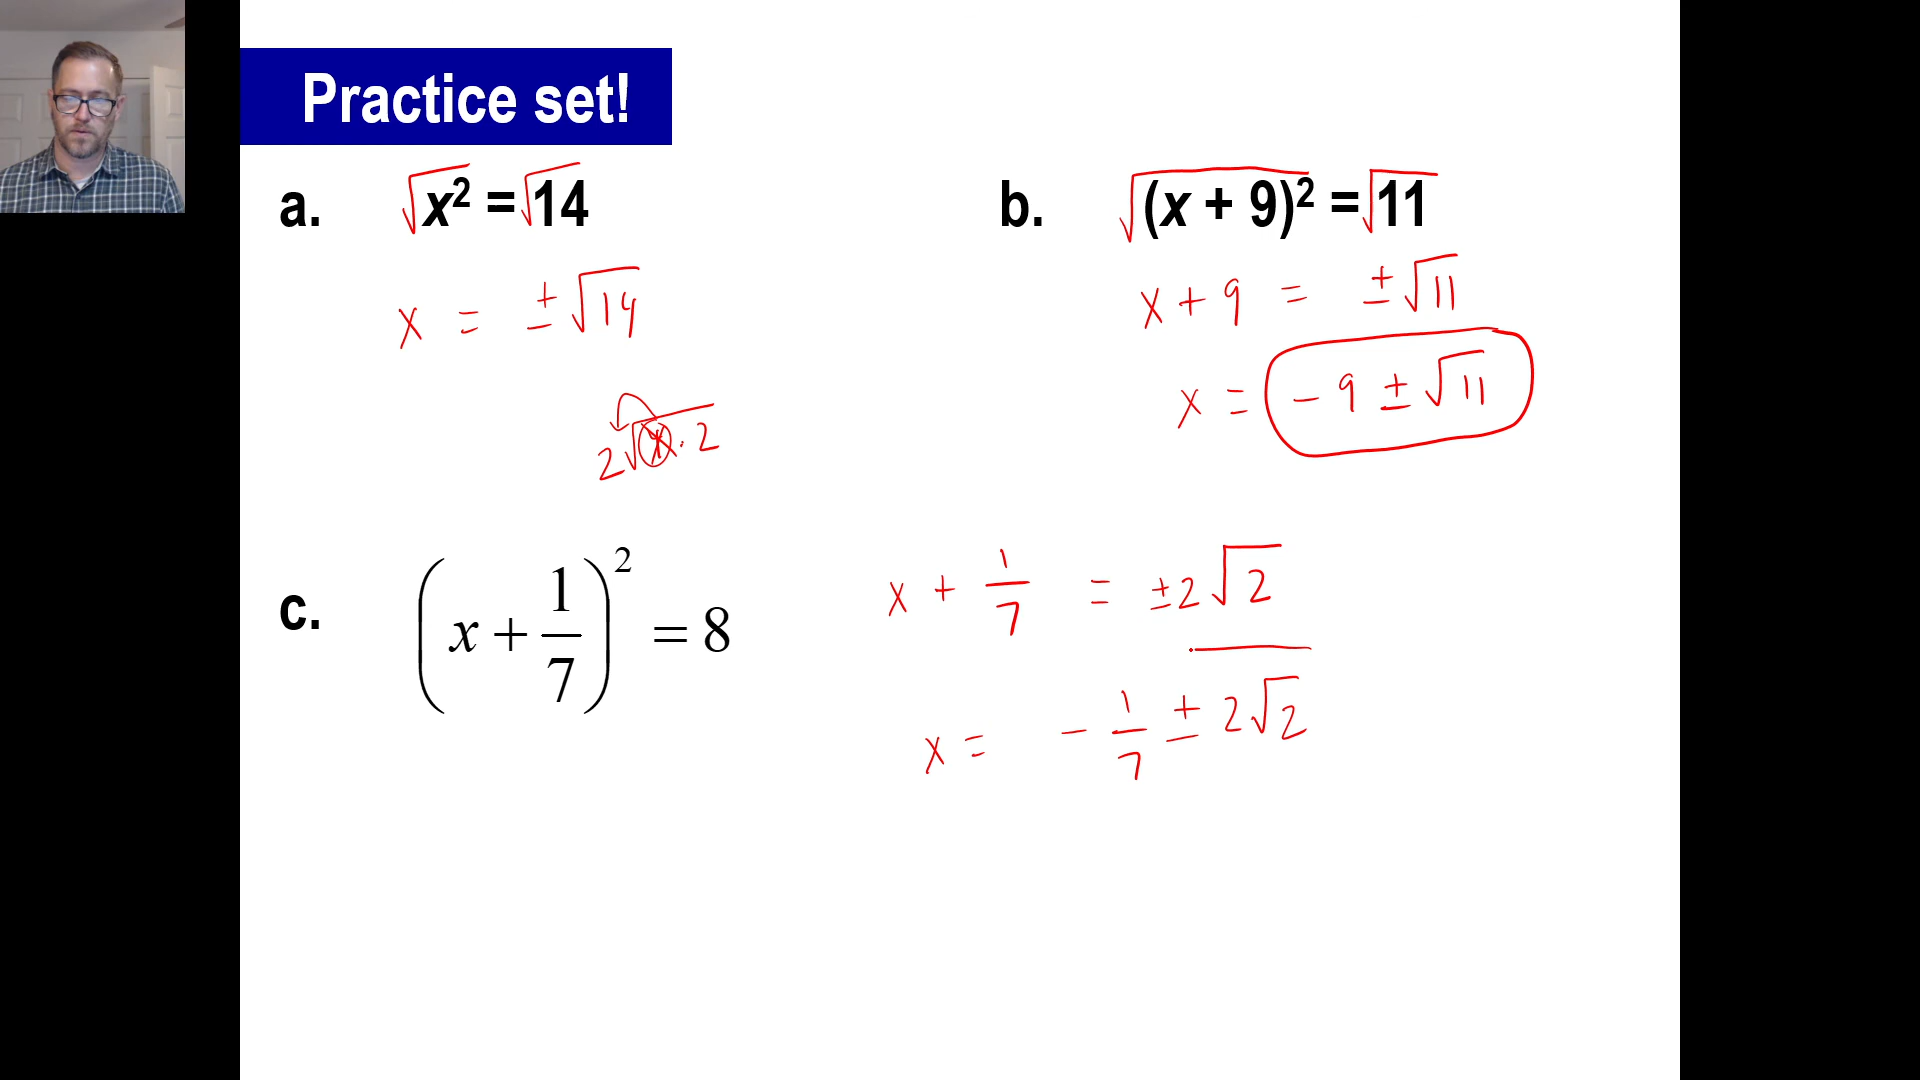 Practice set!
a. √x² = √14
x = ±√14
2√4·2
b. √(x + 9)² = √11
x + 9 = ±√11
x = -9 ± √11
c. (x + 1/7)² = 8
x + 1/7 = ±2√2
x = -1/7 ± 2√2